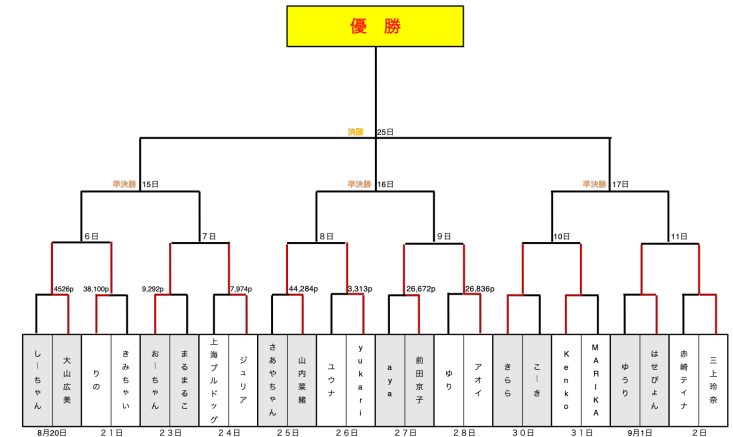 優 勝
決勝 25日
準決勝 15日
準決勝 16日
準決勝 17日
6日
7日
8日
9日
10日
11日
4526p
38,100p
9,292p
7,974p
44,284p
3,313p
26,672p
26,836p
しーちゃん
大山広美
りの
きみちゃい
おーちゃん
まるまるこ
上海ブルドッグ
ジュリア
さあやちゃん
山内菜緒
ユウナ
yukari
aya
前田京子
ゆり
アオイ
きらら
こーき
Kenko
MARIKA
ゆうり
はせぴょん
赤崎ティナ
三上玲奈
8月20日
21日
23日
24日
25日
26日
27日
28日
30日
31日
9月1日
2日